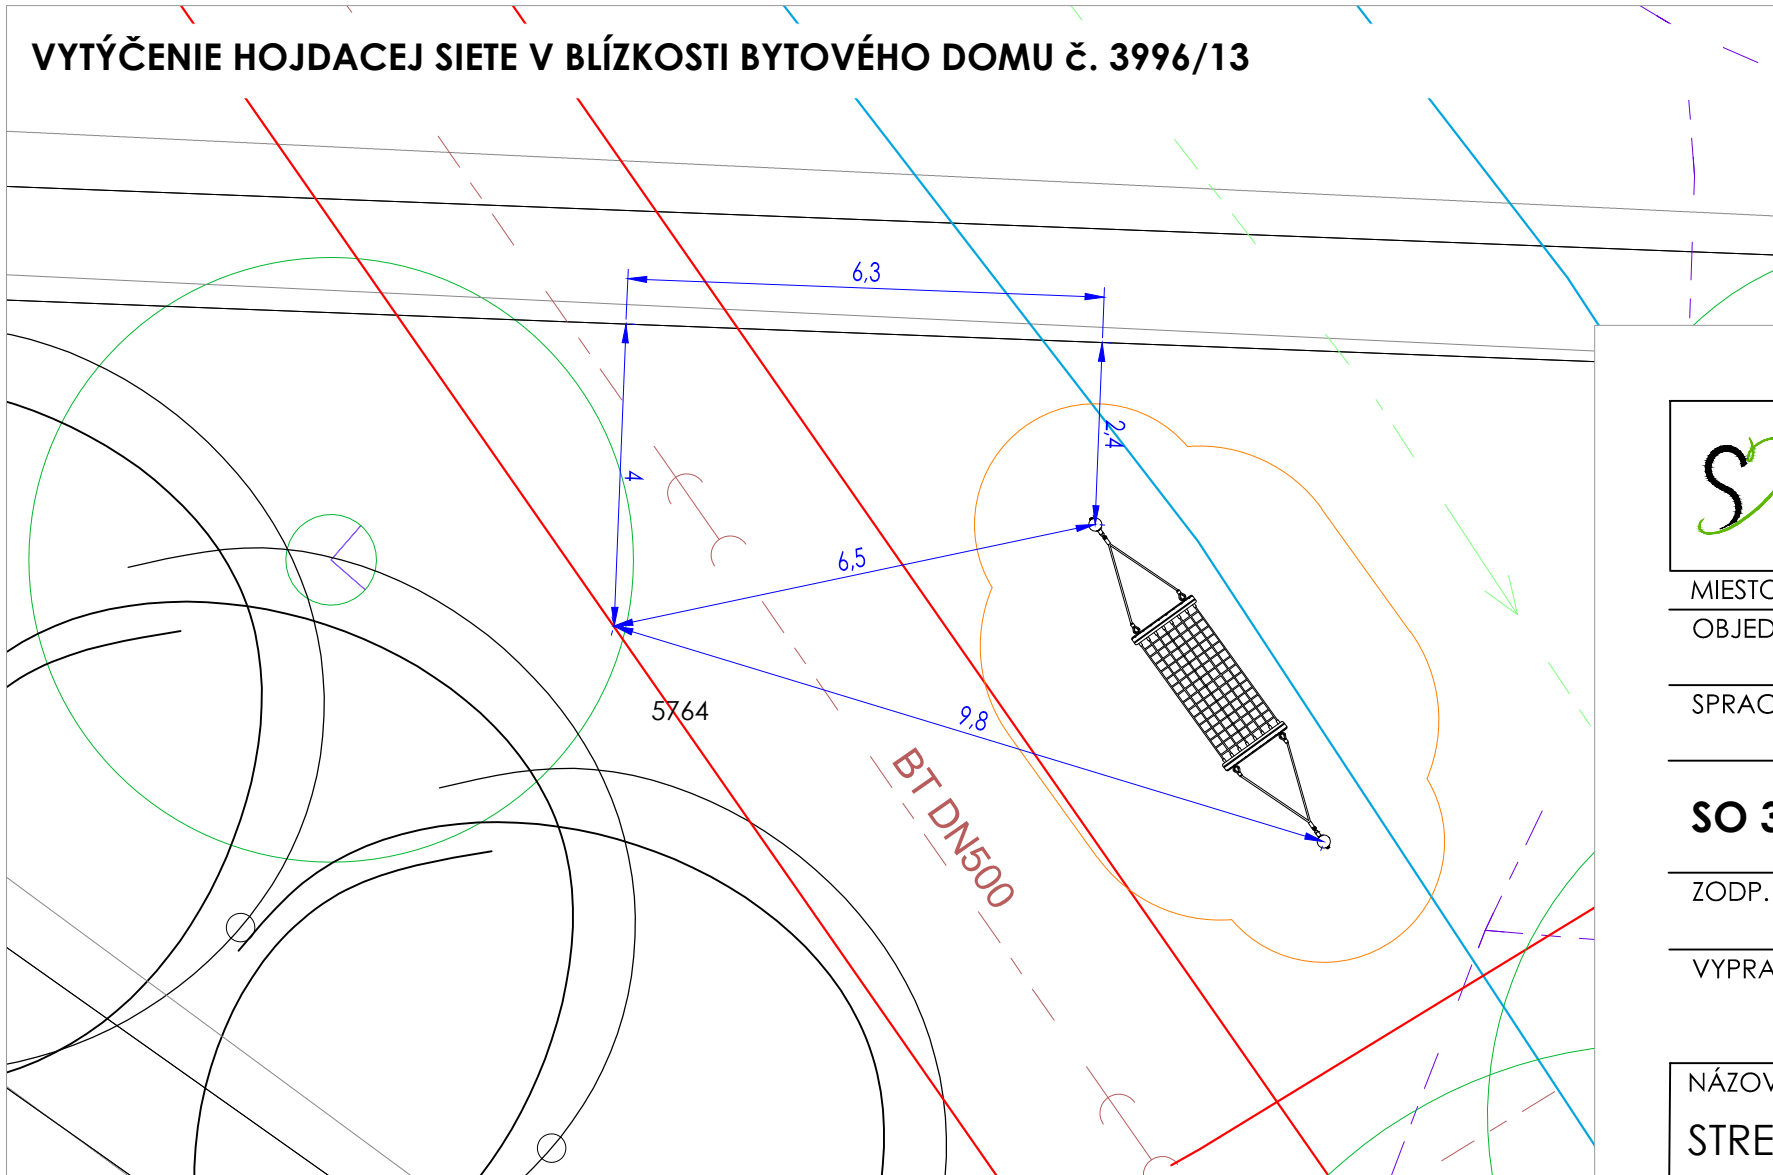 VYTÝČENIE HOJDACEJ SIETE V BLÍZKOSTI BYTOVÉHO DOMU č. 3996/13
6,3
2,4
4
6,5
5764
9,8
BT DN500
MIESTO
OBJED
SPRAC
SO 3
ZODP.
VYPRA
NÁZOV
STRE